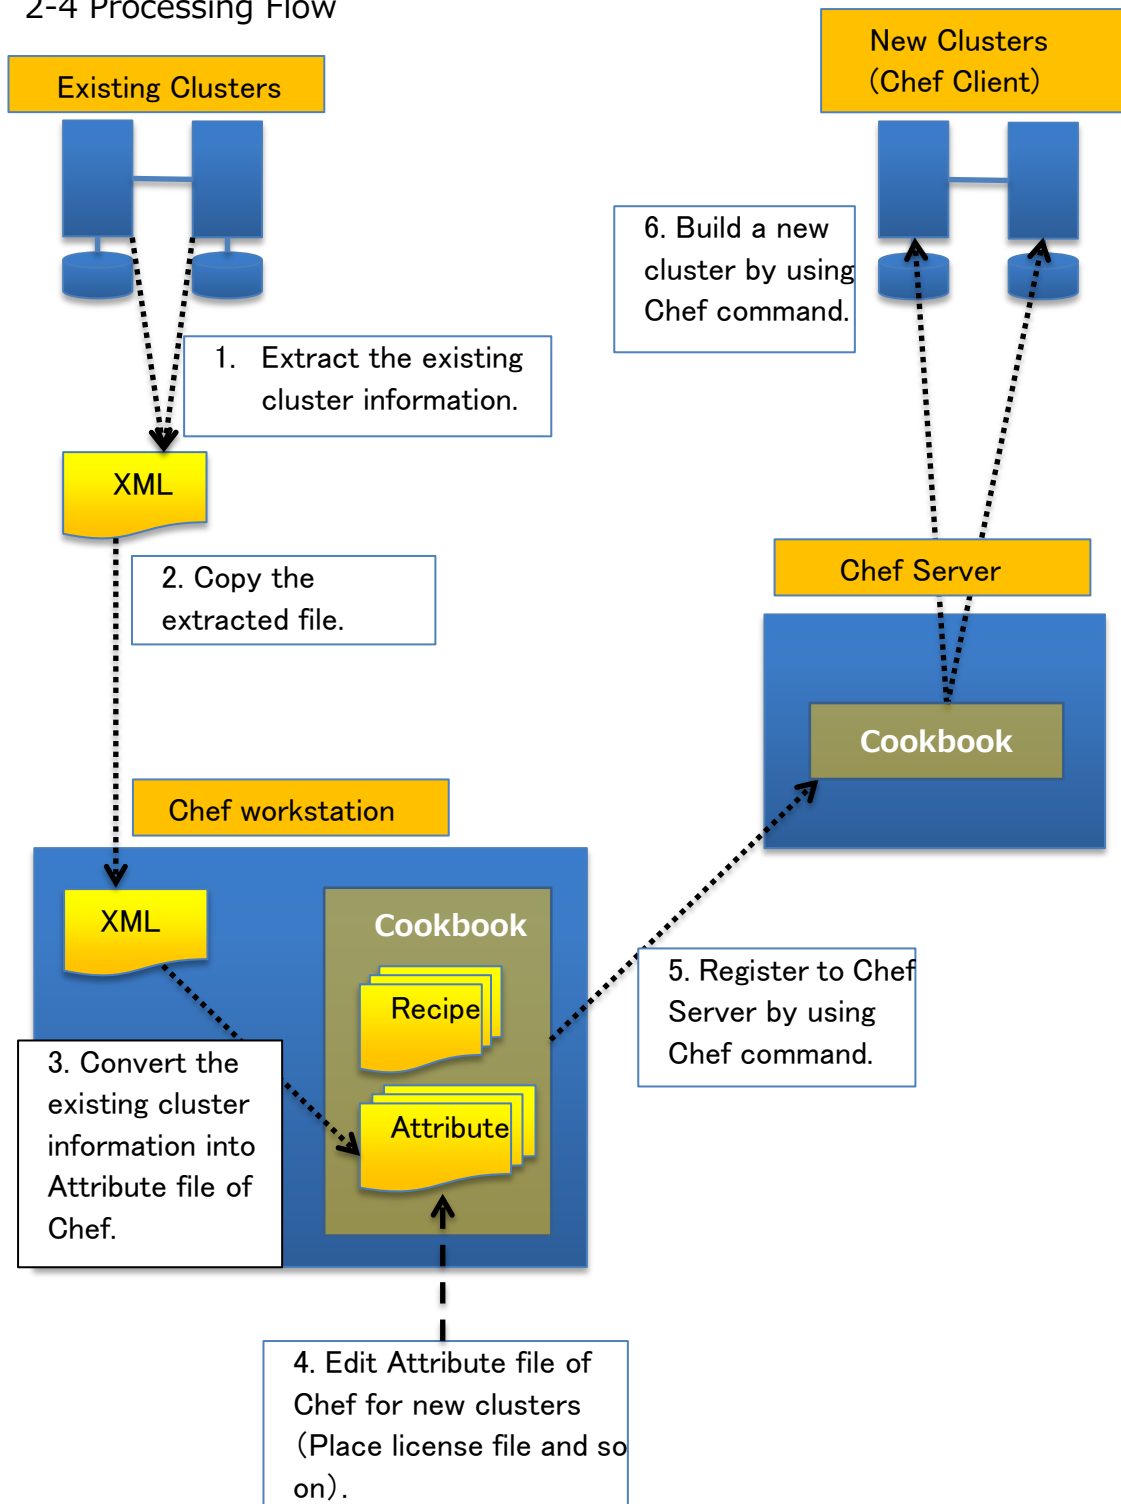 2-4 Processing Flow
Existing Clusters
New Clusters
(Chef Client)
6. Build a new
cluster by using
Chef command.
1. Extract the existing
cluster information.
XML
2. Copy the
extracted file.
Chef Server
Cookbook
Chef workstation
XML
Cookbook
Recipe
Attribute
3. Convert the
existing cluster
information into
Attribute file of
Chef.
5. Register to Chef
Server by using
Chef command.
4. Edit Attribute file of
Chef for new clusters
(Place license file and so
on).